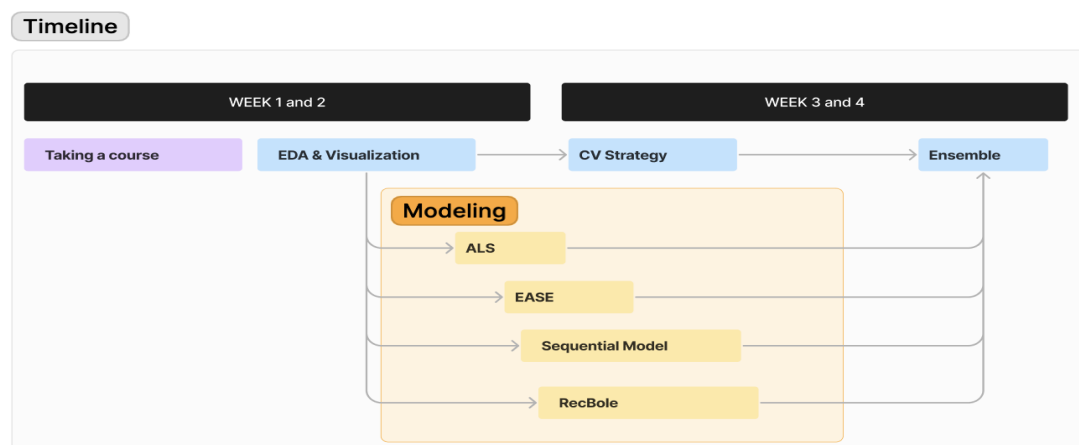 Timeline
WEEK 1 and 2
WEEK 3 and 4
Taking a course
EDA & Visualization
CV Strategy
Ensemble
Modeling
ALS
EASE
Sequential Model
RecBole